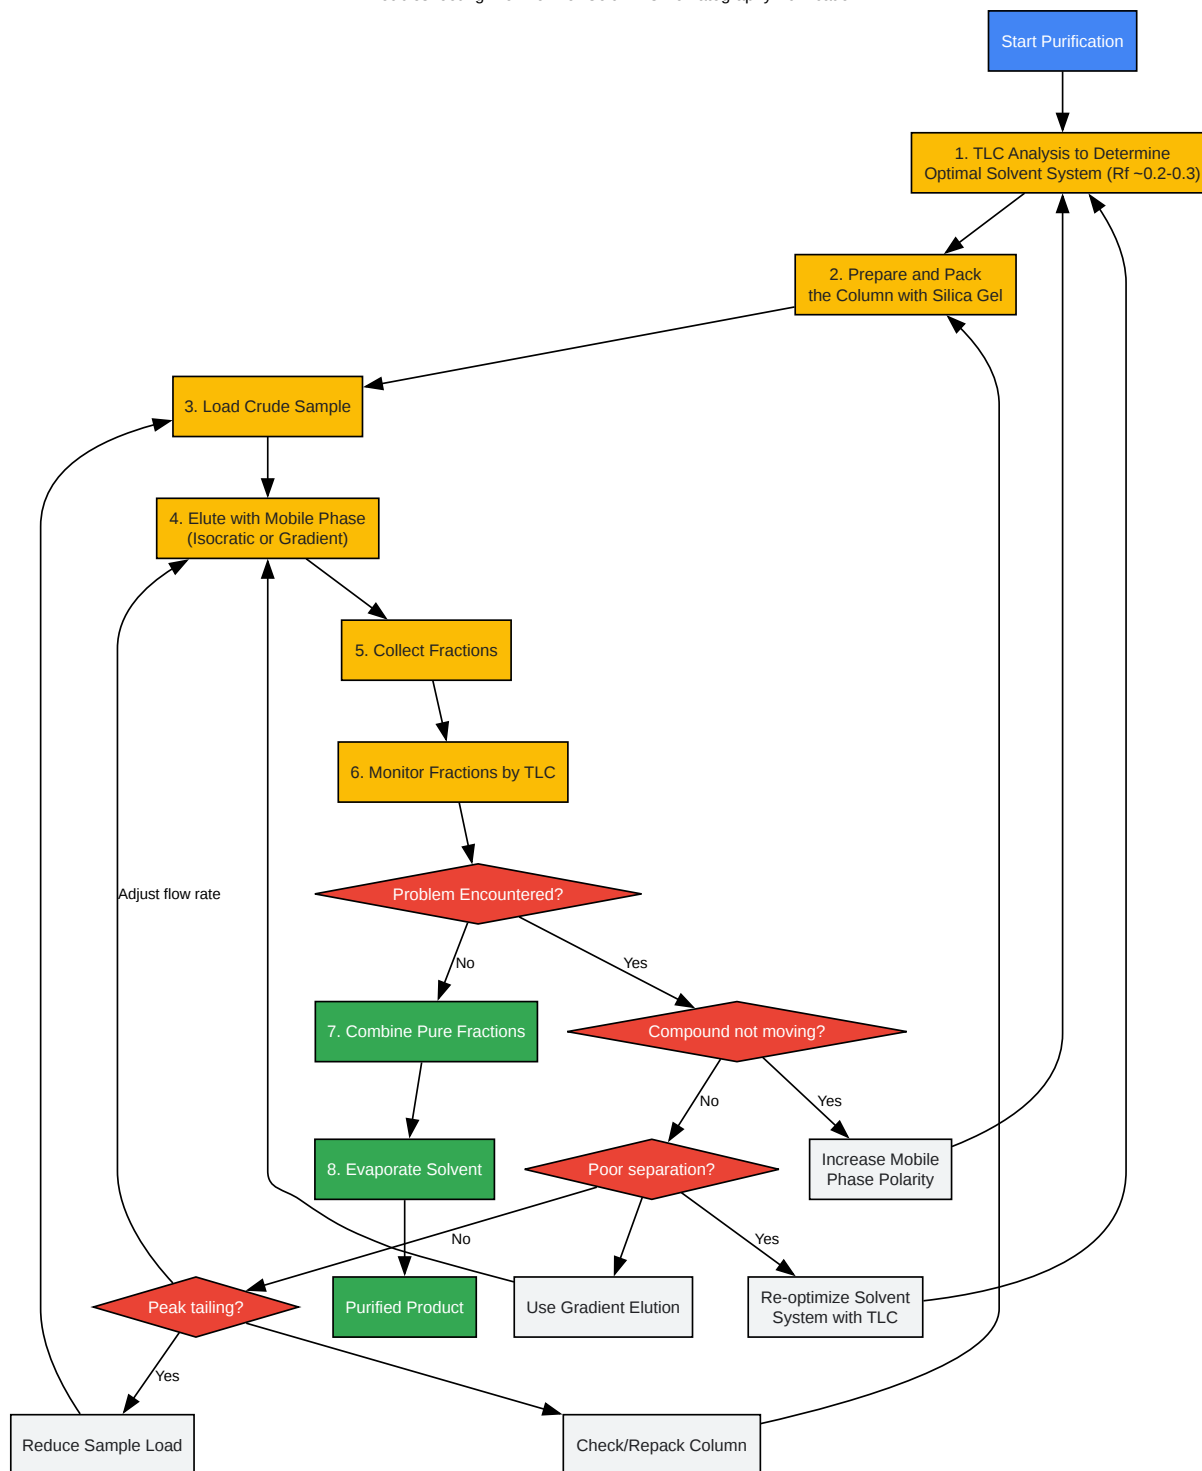 Start Purification
1. TLC Analysis to Determine
Optimal Solvent System (Rf ~0.2-0.3)
2. Prepare and Pack
the Column with Silica Gel
3. Load Crude Sample
4. Elute with Mobile Phase
(Isocratic or Gradient)
5. Collect Fractions
6. Monitor Fractions by TLC
Problem Encountered?
Adjust flow rate
No
Yes
7. Combine Pure Fractions
Compound not moving?
No
Yes
8. Evaporate Solvent
Poor separation?
Increase Mobile
Phase Polarity
No
Yes
Peak tailing?
Purified Product
Use Gradient Elution
Re-optimize Solvent
System with TLC
Yes
Reduce Sample Load
Check/Repack Column